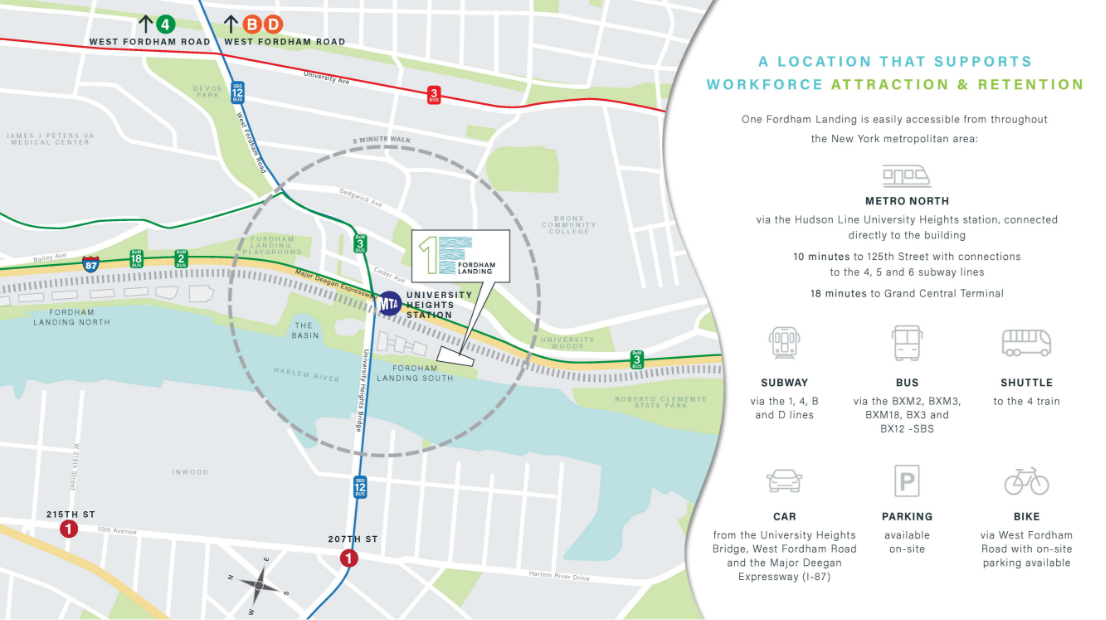 4
B D
WEST FORDHAM ROAD
WEST FORDHAM ROAD
University Ave
DEVOE
PARK
SBS
12
BUS
3
BUS
West Fordham Road
JAMES J PETERS VA
MEDICAL CENTER
5 MINUTE WALK
Sedgwick Ave
BRONX
COMMUNITY
COLLEGE
FORDHAM
LANDING
PLAYGROUND
BxM
3
BUS
1F
FORDHAM
LANDING
Bailey Ave
87
BxM
18
BUS
BxM
2
BUS
Cedar Ave
Major Deegan Expressway
MTA
UNIVERSITY
HEIGHTS
STATION
FORDHAM
LANDING NORTH
THE
BASIN
UNIVERSITY
WOODS
BxM
3
BUS
HARLEM RIVER
FORDHAM
LANDING SOUTH
University Heights Bridge
ROBERTO CLEMENTE
STATE PARK
W 215th Street
INWOOD
SBS
12
BUS
215TH ST
1
10th Avenue
207TH ST
1
Harlem River Drive
N
E
S
W
A LOCATION THAT SUPPORTS
WORKFORCE ATTRACTION & RETENTION
One Fordham Landing is easily accessible from throughout
the New York metropolitan area:
METRO NORTH
via the Hudson Line University Heights station, connected
directly to the building
10 minutes to 125th Street with connections
to the 4, 5 and 6 subway lines
18 minutes to Grand Central Terminal
SUBWAY
via the 1, 4, B
and D lines
BUS
via the BXM2, BXM3,
BXM18, BX3 and
BX12 -SBS
SHUTTLE
to the 4 train
CAR
from the University Heights
Bridge, West Fordham Road
and the Major Deegan
Expressway (I-87)
P
PARKING
available
on-site
BIKE
via West Fordham
Road with on-site
parking available